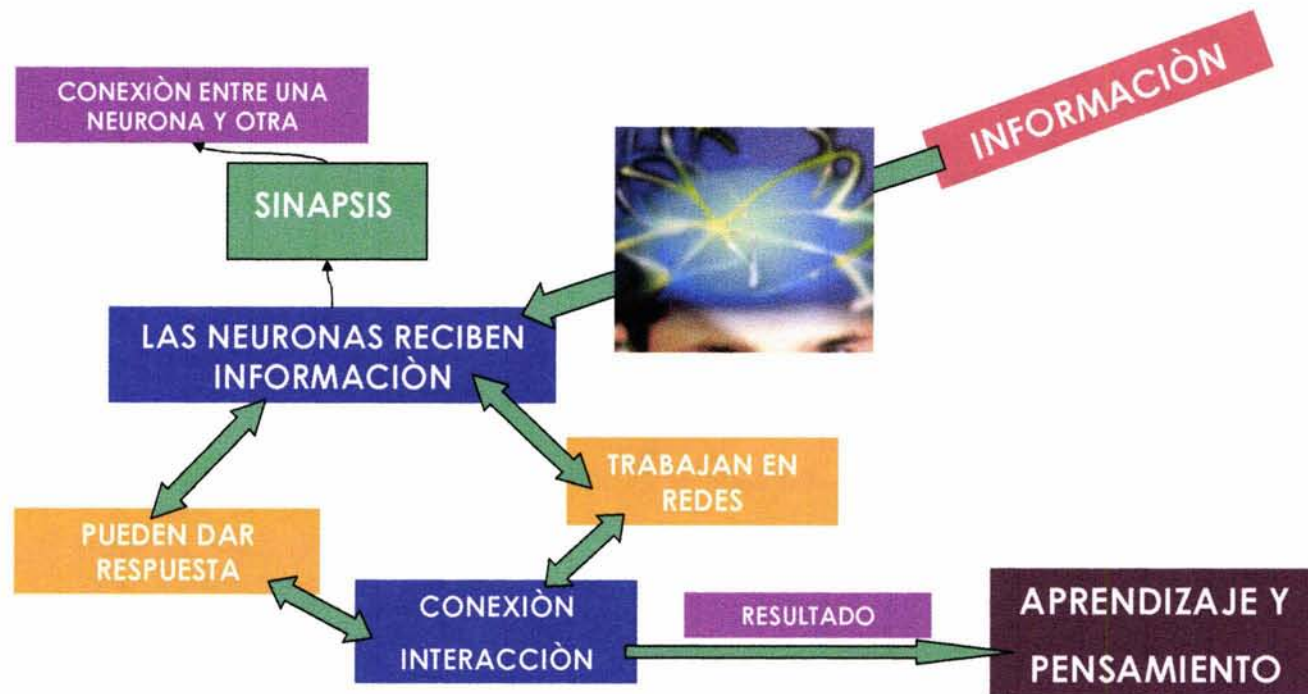 INFORMACIÒN
CONEXIÒN ENTRE UNA
NEURONA Y OTRA
SINAPSIS
LAS NEURONAS RECIBEN
INFORMACIÒN
TRABAJAN EN
REDES
PUEDEN DAR
RESPUESTA
CONEXIÒN
INTERACCIÒN
RESULTADO
APRENDIZAJE Y
PENSAMIENTO